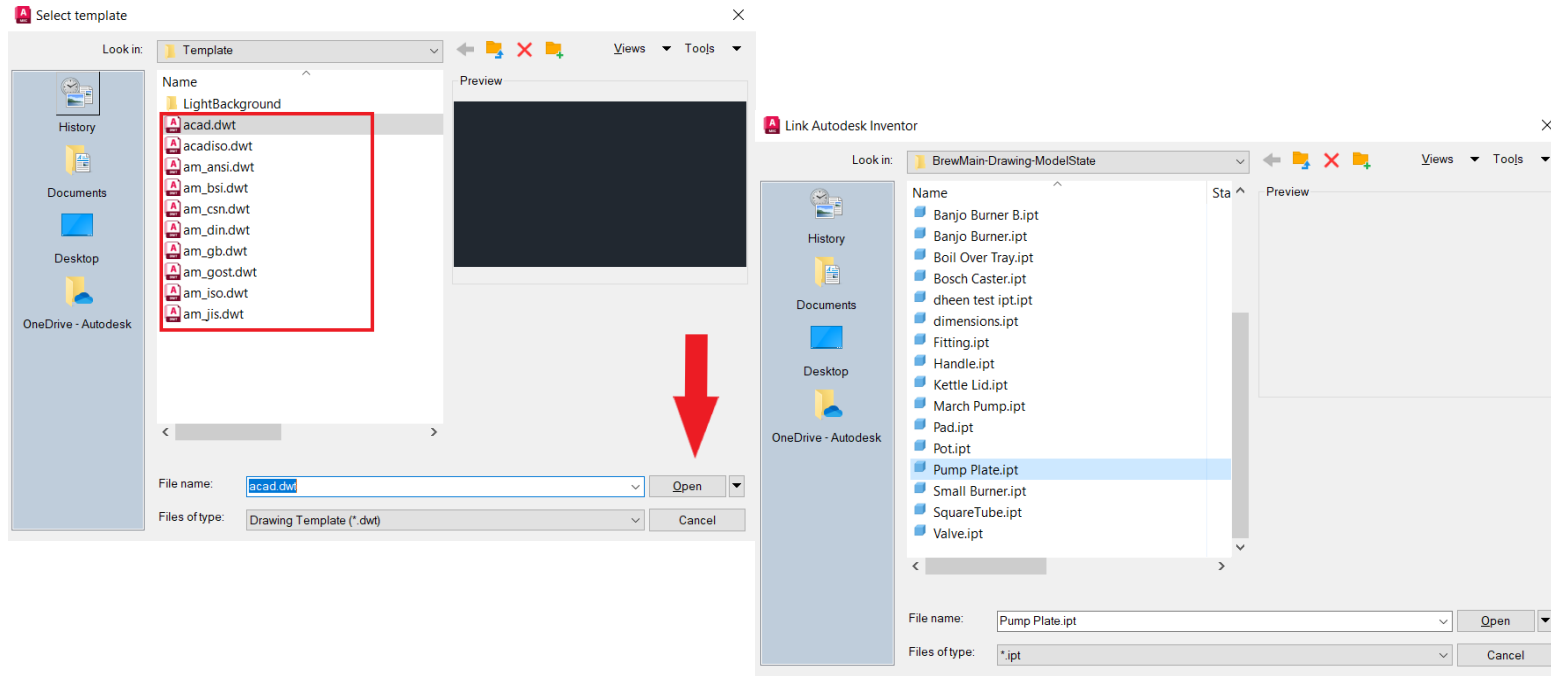 Select template
Look in:
Template
Views
Tools
Name
Preview
LightBackground
acad.dwt
acadiso.dwt
am_ansi.dwt
am_bsi.dwt
am_csn.dwt
am_din.dwt
am_gb.dwt
am_gost.dwt
am_iso.dwt
am_jis.dwt
History
Documents
Desktop
OneDrive - Autodesk
File name:
acad.dwt
Open
Files of type:
Drawing Template (*.dwt)
Cancel
Link Autodesk Inventor
Look in:
BrewMain-Drawing-ModelState
Views
Tools
Name
Sta
Preview
Banjo Burner B.ipt
Banjo Burner.ipt
Boil Over Tray.ipt
Bosch Caster.ipt
dheen test ipt.ipt
dimensions.ipt
Fitting.ipt
Handle.ipt
Kettle Lid.ipt
March Pump.ipt
Pad.ipt
Pot.ipt
Pump Plate.ipt
Small Burner.ipt
SquareTube.ipt
Valve.ipt
History
Documents
Desktop
OneDrive - Autodesk
File name:
Pump Plate.ipt
Open
Files of type:
*.ipt
Cancel